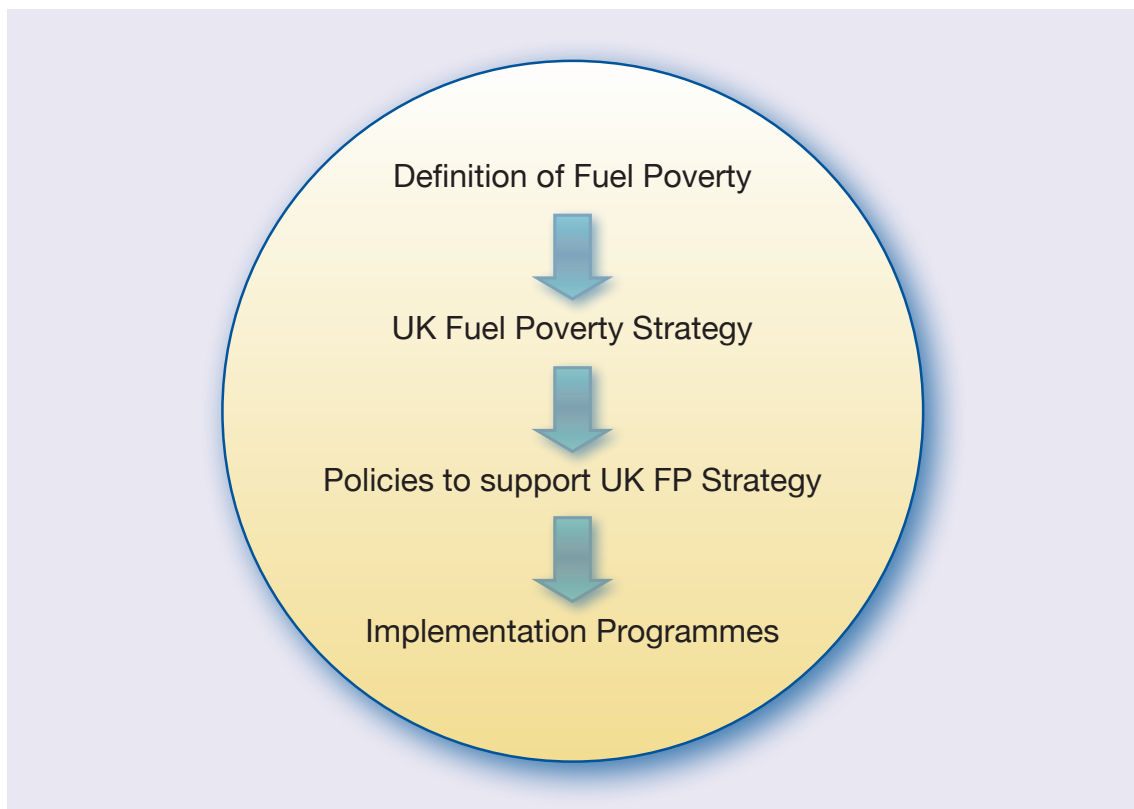 Definition of Fuel Poverty
UK Fuel Poverty Strategy
Policies to support UK FP Strategy
Implementation Programmes